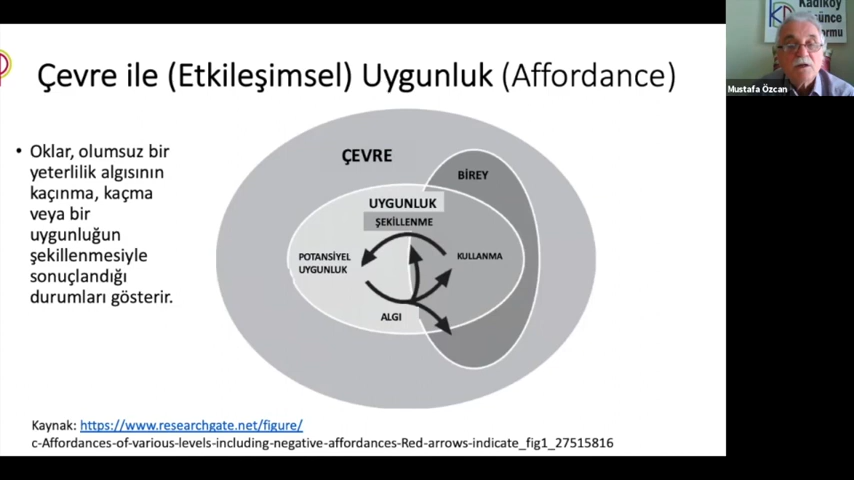 Çevre ile (Etkileşimsel) Uygunluk (Affordance)
• Oklar, olumsuz bir
yeterlilik algısının
kaçınma, kaçma
veya bir
uygunluğun
şekillenmesiyle
sonuçlandığı
durumları gösterir.
ÇEVRE
BİREY
UYGUNLUK
ŞEKİLLENME
POTANSİYEL
UYGUNLUK
KULLANMA
ALGI
Kaynak: https://www.researchgate.net/figure/
c-Affordances-of-various-levels-including-negative-affordances-Red-arrows-indicate_fig1_27515816
Kadıköy
Mustafa Özcan